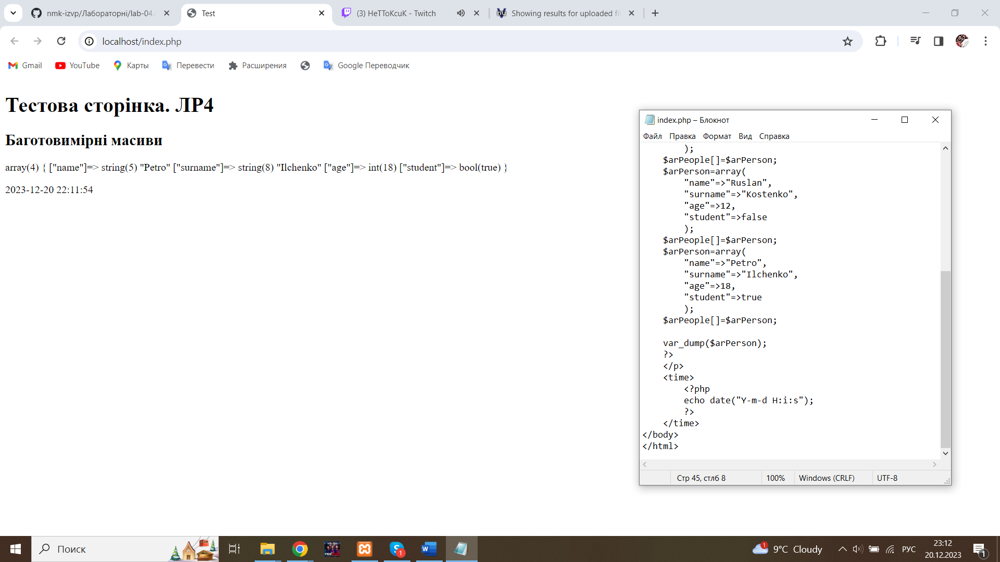 nmk-izvp/Лабораторні/lab-04.
Test
(3) HeTToKcuK - Twitch
Showing results for uploaded fi
localhost/index.php
Gmail
YouTube
Карты
Перевести
Расширения
Google Переводчик
Тестова сторінка. ЛР4
Баготовимірні масиви
array(4) { ["name"]=> string(5) "Petro" ["surname"]=> string(8) "Ilchenko" ["age"]=> int(18) ["student"]=> bool(true) }
2023-12-20 22:11:54
index.php – Блокнот
Файл Правка Формат Вид Справка
);
$arPeople[]=$arPerson;
$arPerson=array(
"name"=>"Ruslan",
"surname"=>"Kostenko",
"age"=>12,
"student"=>false
);
$arPeople[]=$arPerson;
$arPerson=array(
"name"=>"Petro",
"surname"=>"Ilchenko",
"age"=>18,
"student"=>true
);
$arPeople[]=$arPerson;
var_dump($arPerson);
?>
</p>
<time>
<?php
echo date("Y-m-d H:i:s");
?>
</time>
</body>
</html>
Стр 45, стлб 8
100%
Windows (CRLF)
UTF-8
Поиск
1
1
9°C Cloudy
РУС
23:12
20.12.2023
1